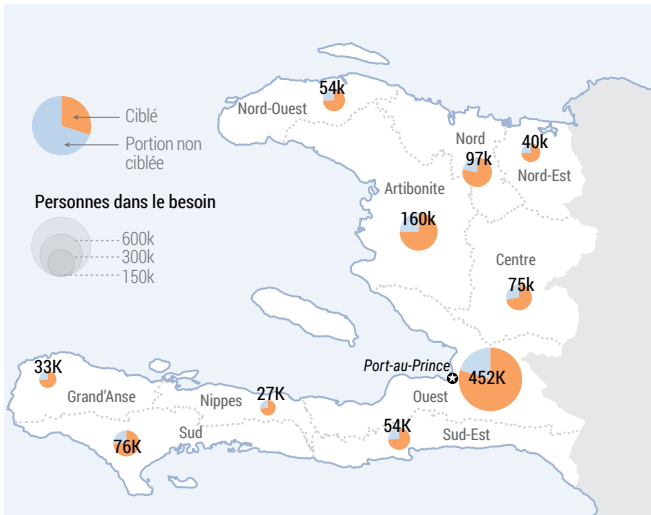 Ciblé
Portion non
ciblée
Personnes dans le besoin
600k
300k
150k
54k
Nord-Ouest
Nord
97k
40k
Nord-Est
Artibonite
160k
Centre
75k
Port-au-Prince
452K
Ouest
33K
Grand'Anse
Nippes
27K
Sud
76K
54K
Sud-Est